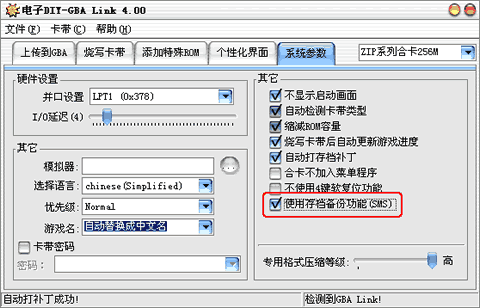 电子DIY-GBA Link 4.00
文件(F) 卡带(C) 帮助(H)
上传到GBA 烧写卡带 添加特殊ROM 个性化界面 系统参数 ZIP系列合卡256M
硬件设置
并口设置 LPT1 (0x378)
I/O延迟(4)
其它
模拟器:
选择语言: chinese(Simplified)
优先级: Normal
游戏名: 自动替换成中文名
卡带密码
密码:
其它
不显示启动画面
自动检测卡带类型
缩减ROM容量
烧写卡带后自动更新游戏进度
自动打存档补丁
合卡不加入菜单程序
不使用4键软复位功能
使用存档备份功能(SMS)
专用格式压缩等级: 高
自动打补丁成功! 检测到GBA Link!